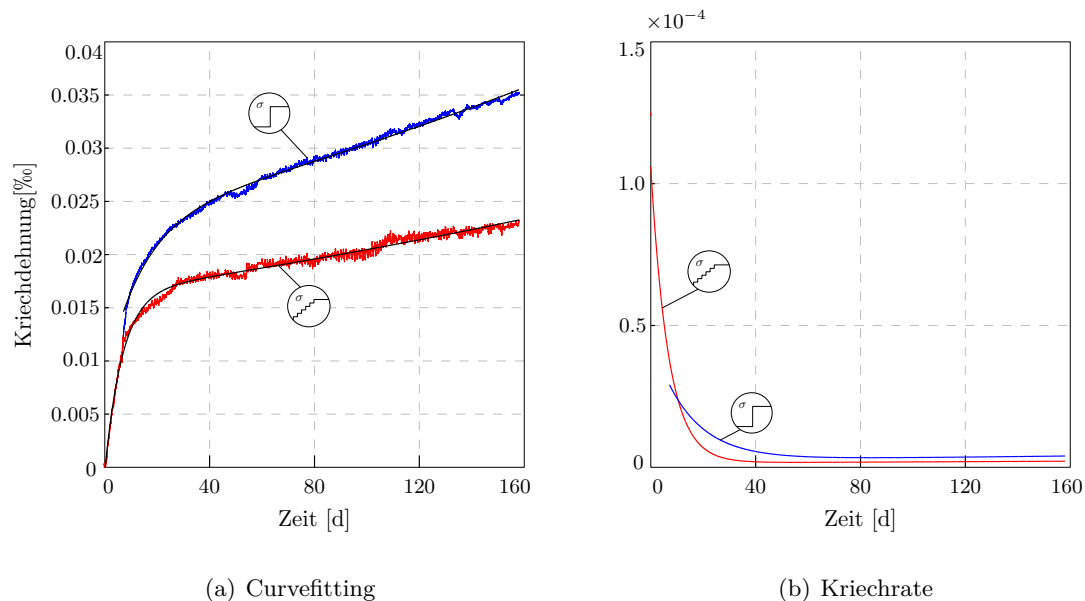 0.04
0.035
0.03
0.025
0.02
0.015
0.01
0.005
0
Kriechdehnung[‰]
σ
σ
0
40
80
120
160
Zeit [d]
(a) Curvefitting
×10−4
1.5
1.0
0.5
0
σ
σ
0
40
80
120
160
Zeit [d]
(b) Kriechrate